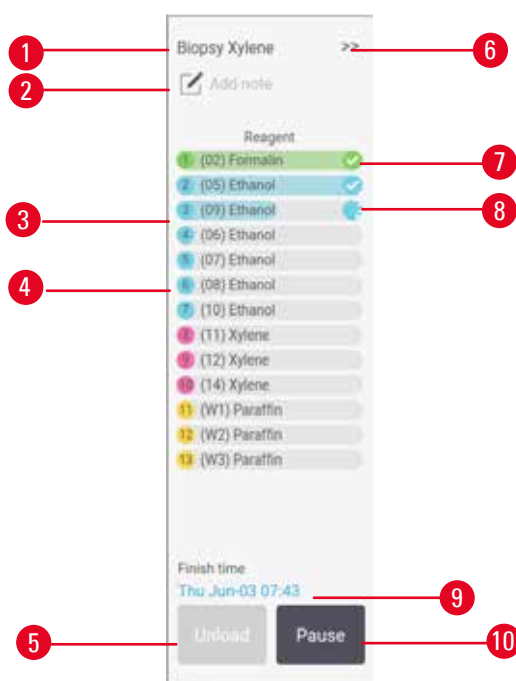 1 Biopsy Xylene >> 6
2 Add note
Reagent
1 (02) Formalin 7
2 (05) Ethanol
3 (09) Ethanol 8
3
4 (06) Ethanol
5 (07) Ethanol
4 6 (08) Ethanol
7 (10) Ethanol
8 (11) Xylene
9 (12) Xylene
10 (14) Xylene
11 (W1) Paraffin
12 (W2) Paraffin
13 (W3) Paraffin
Finish time
Thu Jun-03 07:43 9
5 Unload Pause 10